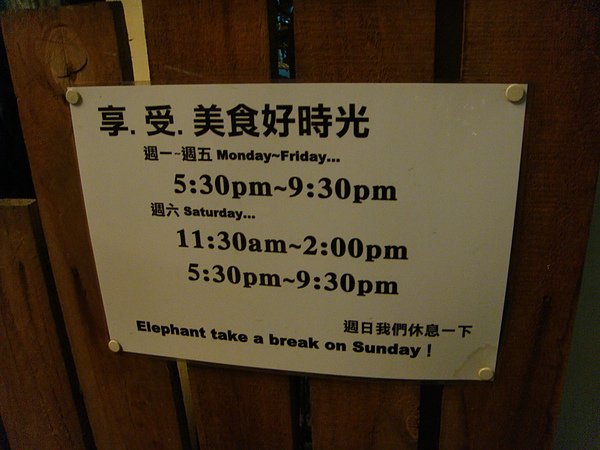 享.受.美食好時光
週一~週五 Monday~Friday...
5:30pm~9:30pm
週六 Saturday...
11:30am~2:00pm
5:30pm~9:30pm
週日我們休息一下
Elephant take a break on Sunday!